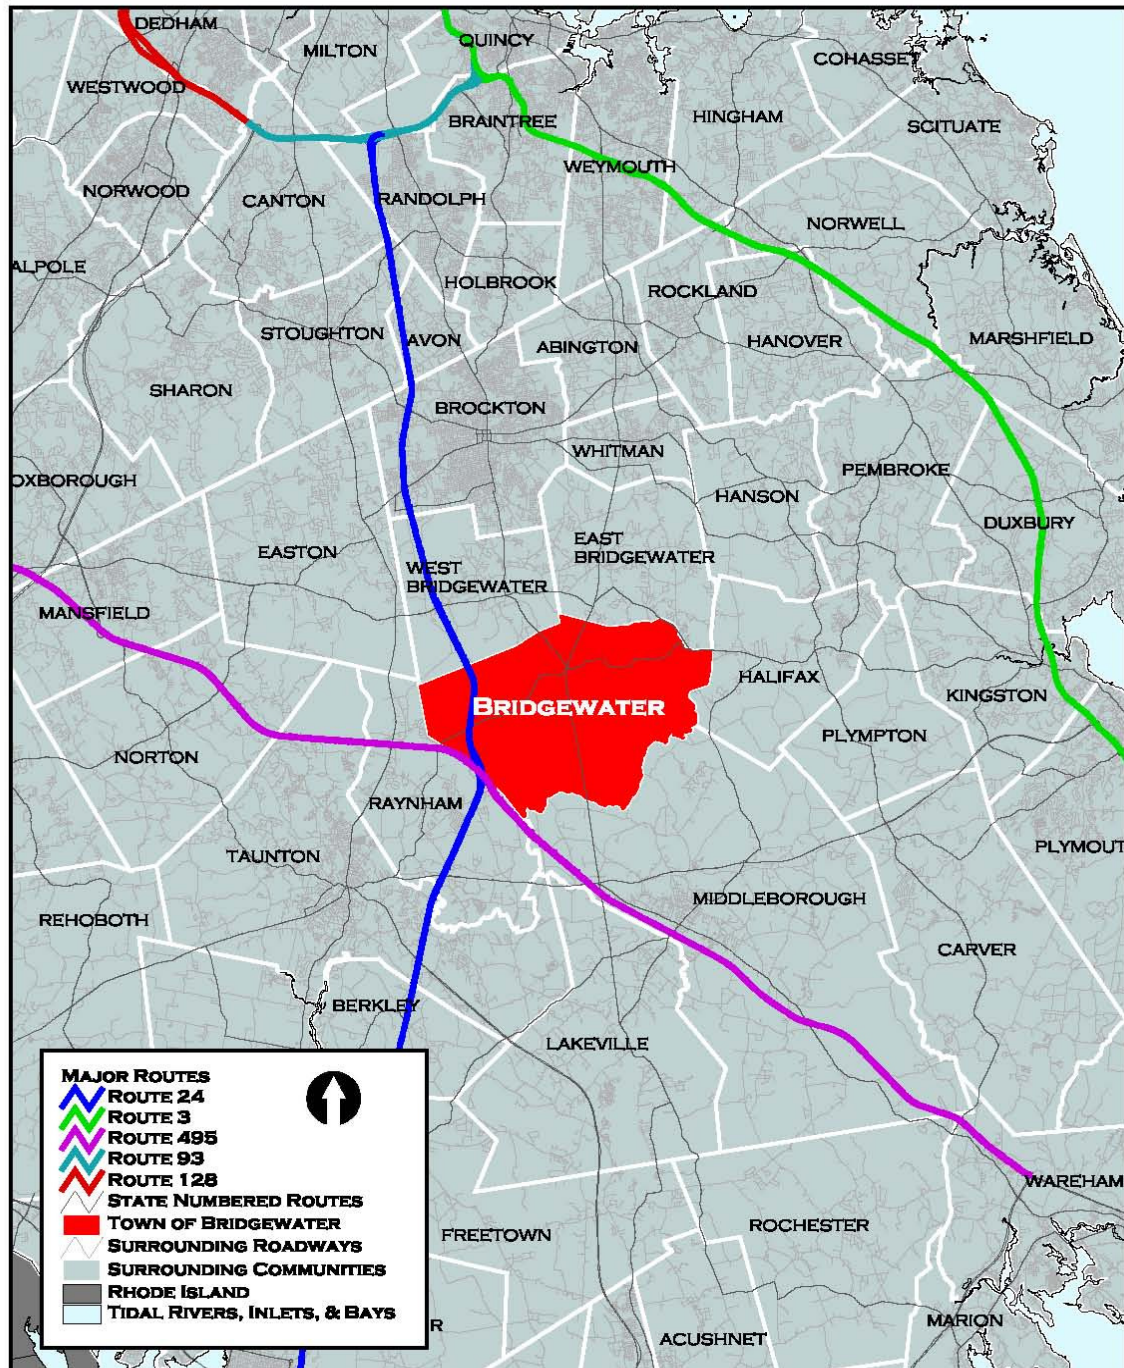 DEDHAM
MILTON
QUINCY
COHASSET
WESTWOOD
BRAINTREE
HINGHAM
SCITUATE
WEYMOUTH
NORWOOD
CANTON
RANDOLPH
NORWELL
ALPOLE
HOLBROOK
ROCKLAND
STOUGHTON
AVON
ABINGTON
HANOVER
MARSHFIELD
SHARON
BROCKTON
WHITMAN
PEMBROKE
OXBOROUGH
HANSON
DUXBURY
EASTON
EAST
BRIDGEWATER
WEST
BRIDGEWATER
MANSFIELD
HALIFAX
KINGSTON
BRIDGEWATER
PLYMPTON
NORTON
RAYNHAM
PLYMOUT
TAUNTON
MIDDLEBOROUGH
REHOBOTH
CARVER
BERKLEY
LAKEVILLE
MAJOR ROUTES
ROUTE 24
ROUTE 3
ROUTE 495
ROUTE 93
ROUTE 128
STATE NUMBERED ROUTES
TOWN OF BRIDGEWATER
SURROUNDING ROADWAYS
SURROUNDING COMMUNITIES
RHODE ISLAND
TIDAL RIVERS, INLETS, & BAYS
WAREHAM
FREETOWN
ROCHESTER
MARION
R
ACUSHNET